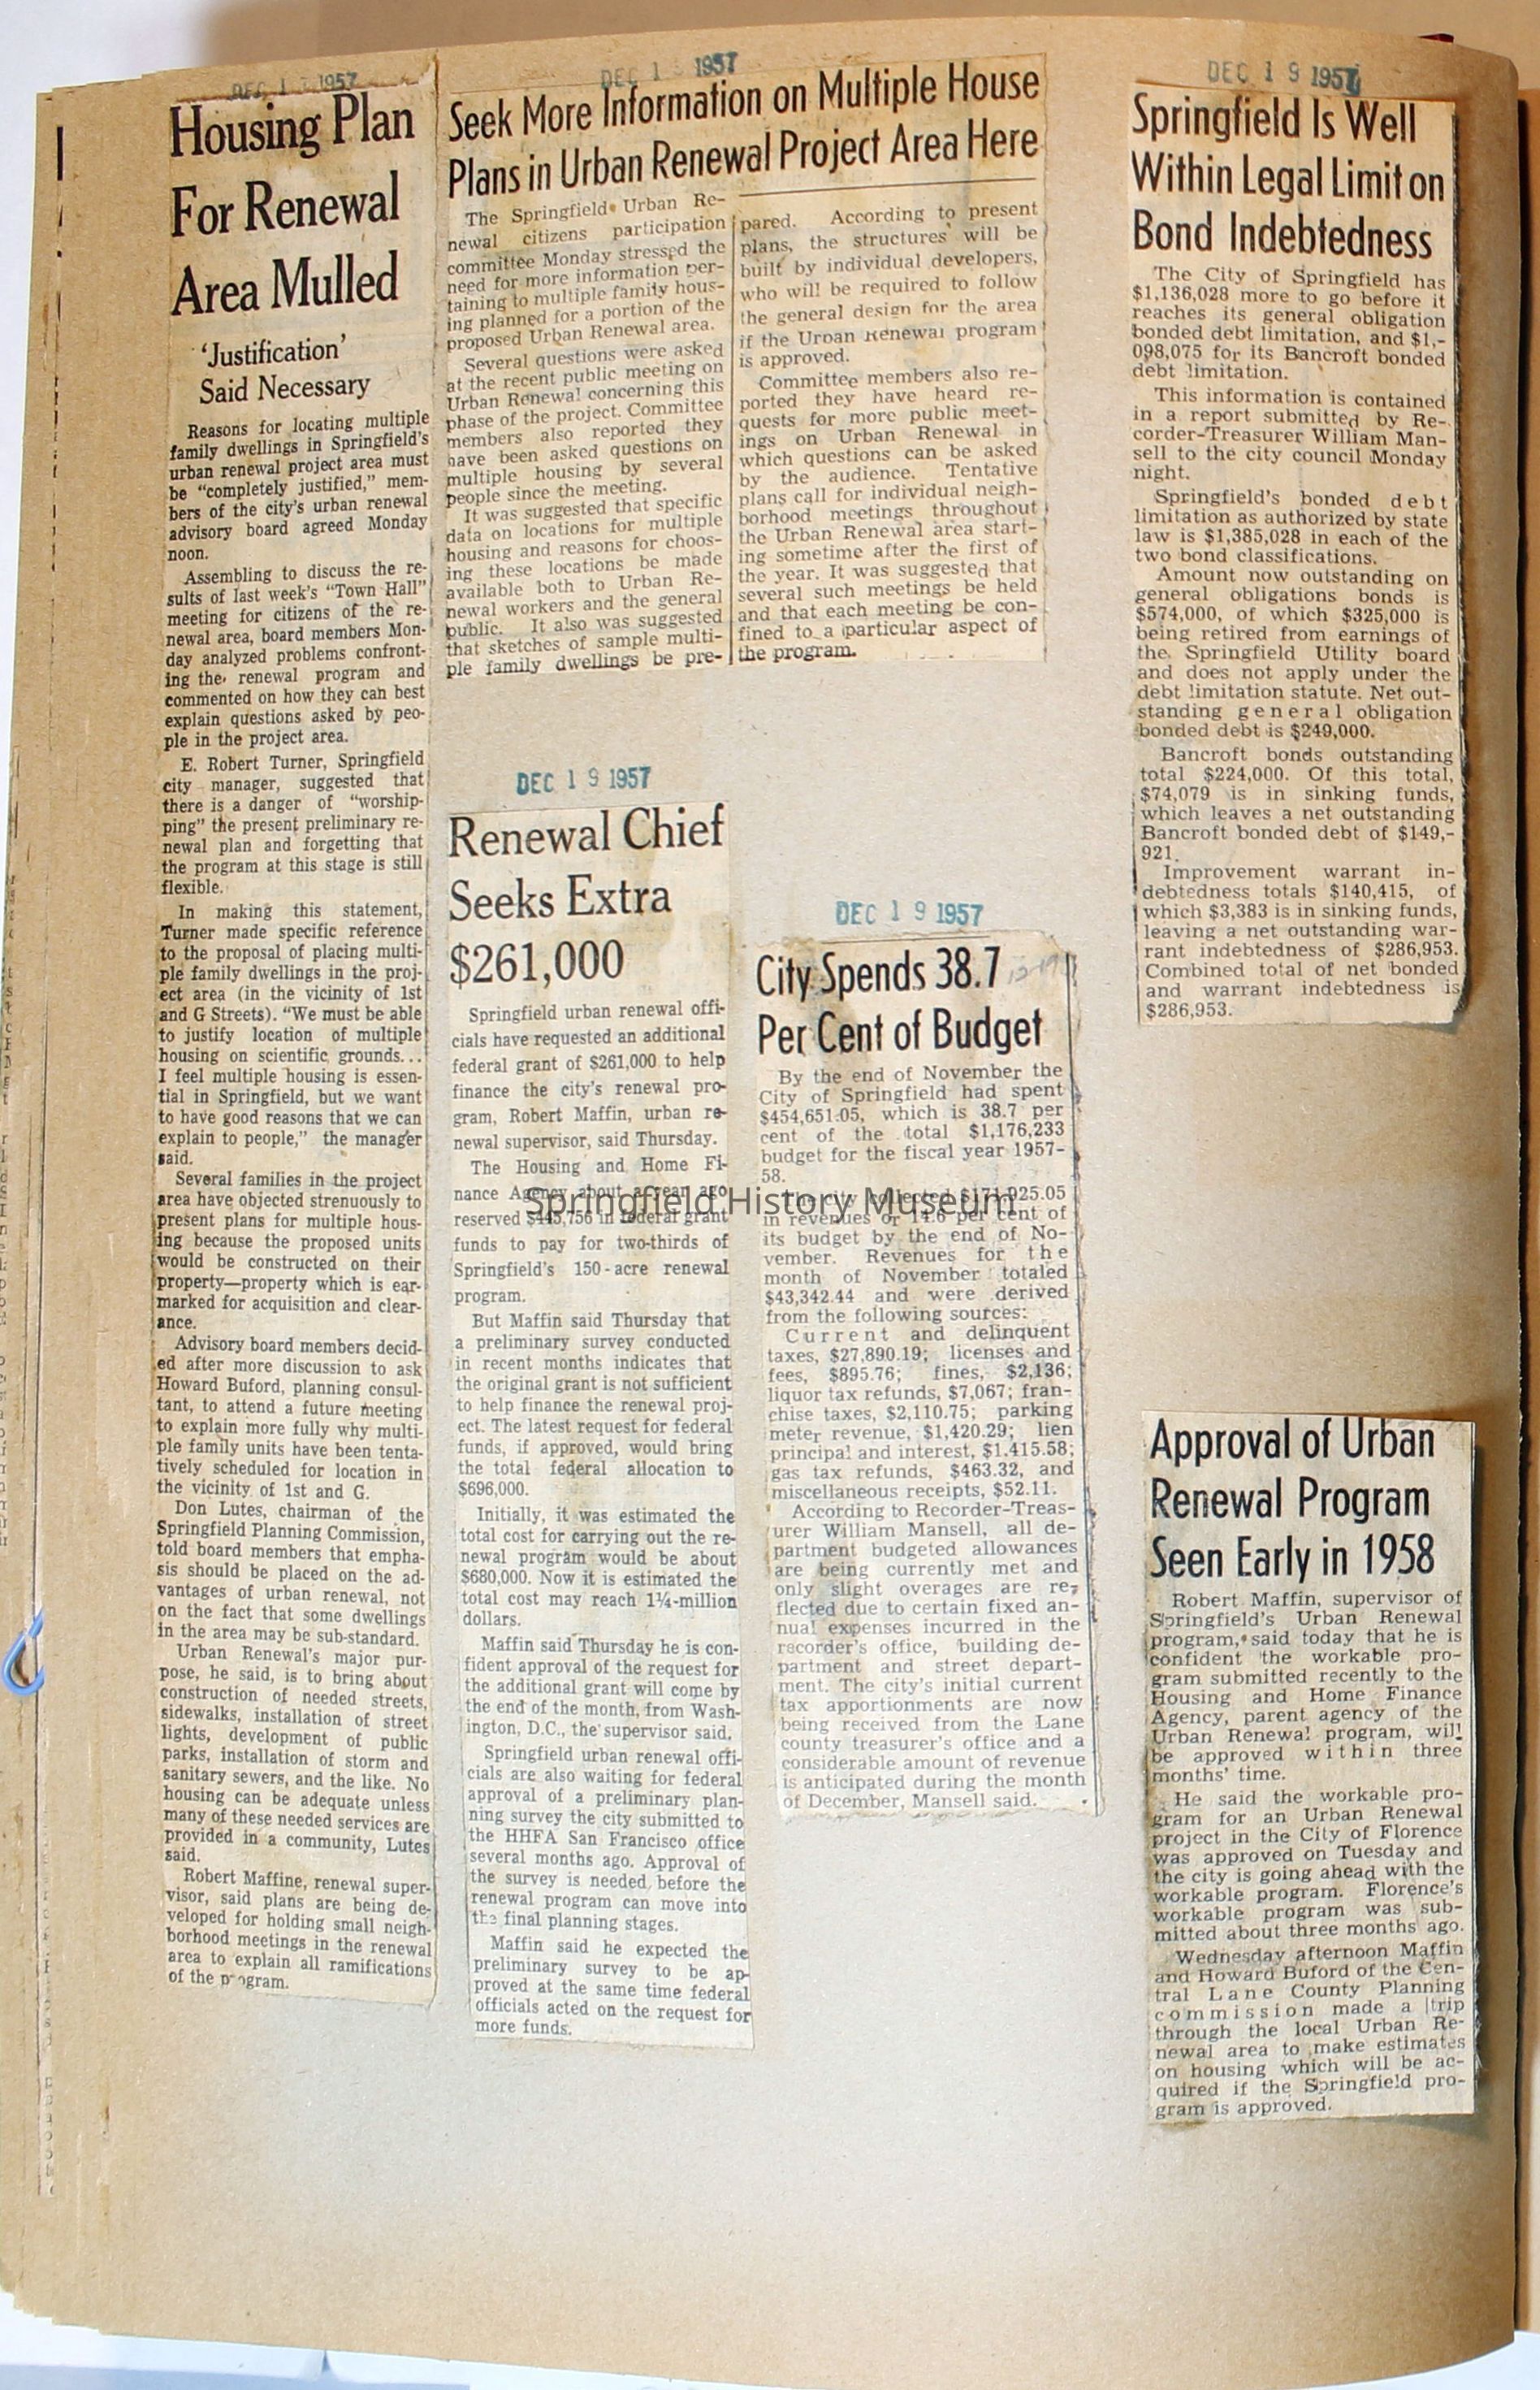 DEC 1 1957
Housing Plan
For Renewal
Area Mulled
‘Justification’
Said Necessary
Reasons for locating multiple
family dwellings in Springfield's
urban renewal project area must
be “completely justified,” mem-
bers of the city's urban renewal
advisory board agreed Monday
noon.
Assembling to discuss the re-
sults of last week's “Town Hall”
meeting for citizens of the re-
newal area, board members Mon-
day analyzed problems confront-
ing the renewal program and
commented on how they can best
explain questions asked by peo-
ple in the project area.
E. Robert Turner, Springfield
city manager, suggested that
there is a danger of “worship-
ping” the present preliminary re-
newal plan and forgetting that
the program at this stage is still
flexible.
In making this statement,
Turner made specific reference
to the proposal of placing multi-
ple family dwellings in the proj-
ect area (in the vicinity of 1st
and G Streets). “We must be able
to justify location of multiple
housing on scientific grounds...
I feel multiple housing is essen-
tial in Springfield, but we want
to have good reasons that we can
explain to people,” the manager
said.
Several families in the project
area have objected strenuously to
present plans for multiple hous-
ing because the proposed units
would be constructed on their
property—property which is ear-
marked for acquisition and clear-
ance.
Advisory board members decid-
ed after more discussion to ask
Howard Buford, planning consul-
tant, to attend a future meeting
to explain more fully why multi-
ple family units have been tenta-
tively scheduled for location in
the vicinity of 1st and G.
Don Lutes, chairman of the
Springfield Planning Commission,
told board members that empha-
sis should be placed on the ad-
vantages of urban renewal, not
on the fact that some dwellings
in the area may be sub-standard.
Urban Renewal's major pur-
pose, he said, is to bring about
construction of needed streets,
sidewalks, installation of street
lights, development of public
parks, installation of storm and
sanitary sewers, and the like. No
housing can be adequate unless
many of these needed services are
provided in a community, Lutes
said.
Robert Maffine, renewal super-
visor, said plans are being de-
veloped for holding small neigh-
borhood meetings in the renewal
area to explain all ramifications
of the program.
DEC 1 1957
Seek More Information on Multiple House
Plans in Urban Renewal Project Area Here
The Springfield Urban Re-
newal citizens participation
committee Monday stressed the
need for more information per-
taining to multiple family hous-
ing planned for a portion of the
proposed Urban Renewal area.
Several questions were asked
at the recent public meeting on
Urban Renewal concerning this
phase of the project. Committee
members also reported they
have been asked questions on
multiple housing by several
people since the meeting.
It was suggested that specific
data on locations for multiple
housing and reasons for choos-
ing these locations be made
available both to Urban Re-
newal workers and the general
public. It also was suggested
that sketches of sample multi-
ple family dwellings be pre-
pared. According to present
plans, the structures will be
built by individual developers,
who will be required to follow
the general design for the area
if the Urban Renewal program
is approved.
Committee members also re-
ported they have heard re-
quests for more public meet-
ings on Urban Renewal in
which questions can be asked
by the audience. Tentative
plans call for individual neigh-
borhood meetings throughout
the Urban Renewal area start-
ing sometime after the first of
the year. It was suggested that
several such meetings be held
and that each meeting be con-
fined to a particular aspect of
the program.
DEC 1 9 1957
Renewal Chief
Seeks Extra
$261,000
Springfield urban renewal offi-
cials have requested an additional
federal grant of $261,000 to help
finance the city's renewal pro-
gram, Robert Maffin, urban re-
newal supervisor, said Thursday.
The Housing and Home Fi-
nance Agency about a year ago
reserved in federal grant
funds to pay for two-thirds of
Springfield's 150-acre renewal
program.
But Maffin said Thursday that
a preliminary survey conducted
in recent months indicates that
the original grant is not sufficient
to help finance the renewal proj-
ect. The latest request for federal
funds, if approved, would bring
the total federal allocation to
$696,000.
Initially, it was estimated the
total cost for carrying out the re-
newal program would be about
$680,000. Now it is estimated the
total cost may reach 1¼-million
dollars.
Maffin said Thursday he is con-
fident approval of the request for
the additional grant will come by
the end of the month, from Wash-
ington, D.C., the supervisor said.
Springfield urban renewal offi-
cials are also waiting for federal
approval of a preliminary plan-
ning survey the city submitted to
the HHFA San Francisco office
several months ago. Approval of
the survey is needed before the
renewal program can move into
the final planning stages.
Maffin said he expected the
preliminary survey to be ap-
proved at the same time federal
officials acted on the request for
more funds.
DEC 1 9 1957
City Spends 38.7
Per Cent of Budget
By the end of November the
City of Springfield had spent
$454,651.05, which is 38.7 per
cent of the total $1,176,233
budget for the fiscal year 1957-
58.
The city collected $171,925.05
in revenues or 14.6 per cent of
its budget by the end of No-
vember. Revenues for the
month of November totaled
$43,342.44 and were derived
from the following sources:
Current and delinquent
taxes, $27,890.19; licenses and
fees, $895.76; fines, $2,136;
liquor tax refunds, $7,067; fran-
chise taxes, $2,110.75; parking
meter revenue, $1,420.29; lien
principal and interest, $1,415.58;
gas tax refunds, $463.32, and
miscellaneous receipts, $52.11.
According to Recorder-Treas-
urer William Mansell, all de-
partment budgeted allowances
are being currently met and
only slight overages are re-
flected due to certain fixed an-
nual expenses incurred in the
recorder's office, building de-
partment and street depart-
ment. The city's initial current
tax apportionments are now
being received from the Lane
county treasurer's office and a
considerable amount of revenue
is anticipated during the month
of December, Mansell said.
DEC 1 9 1957
Springfield Is Well
Within Legal Limit on
Bond Indebtedness
The City of Springfield has
$1,136,028 more to go before it
reaches its general obligation
bonded debt limitation, and $1,-
098,075 for its Bancroft bonded
debt limitation.
This information is contained
in a report submitted by Re-
corder-Treasurer William Man-
sell to the city council Monday
night.
Springfield's bonded debt
limitation as authorized by state
law is $1,385,028 in each of the
two bond classifications.
Amount now outstanding on
general obligations bonds is
$574,000, of which $325,000 is
being retired from earnings of
the Springfield Utility board
and does not apply under the
debt limitation statute. Net out-
standing general obligation
bonded debt is $249,000.
Bancroft bonds outstanding
total $224,000. Of this total,
$74,079 is in sinking funds,
which leaves a net outstanding
Bancroft bonded debt of $149,-
921.
Improvement warrant in-
debtedness totals $140,415, of
which $3,383 is in sinking funds,
leaving a net outstanding war-
rant indebtedness of $286,953.
Combined total of net bonded
and warrant indebtedness is
$286,953.
Approval of Urban
Renewal Program
Seen Early in 1958
Robert Maffin, supervisor of
Springfield's Urban Renewal
program, said today that he is
confident the workable pro-
gram submitted recently to the
Housing and Home Finance
Agency, parent agency of the
Urban Renewal program, will
be approved within three
months' time.
He said the workable pro-
gram for an Urban Renewal
project in the City of Florence
was approved on Tuesday and
the city is going ahead with the
workable program. Florence's
workable program was sub-
mitted about three months ago.
Wednesday afternoon Maffin
and Howard Buford of the Cen-
tral Lane County Planning
commission made a trip
through the local Urban Re-
newal area to make estimates
on housing which will be ac-
quired if the Springfield pro-
gram is approved.
Springfield History Museum